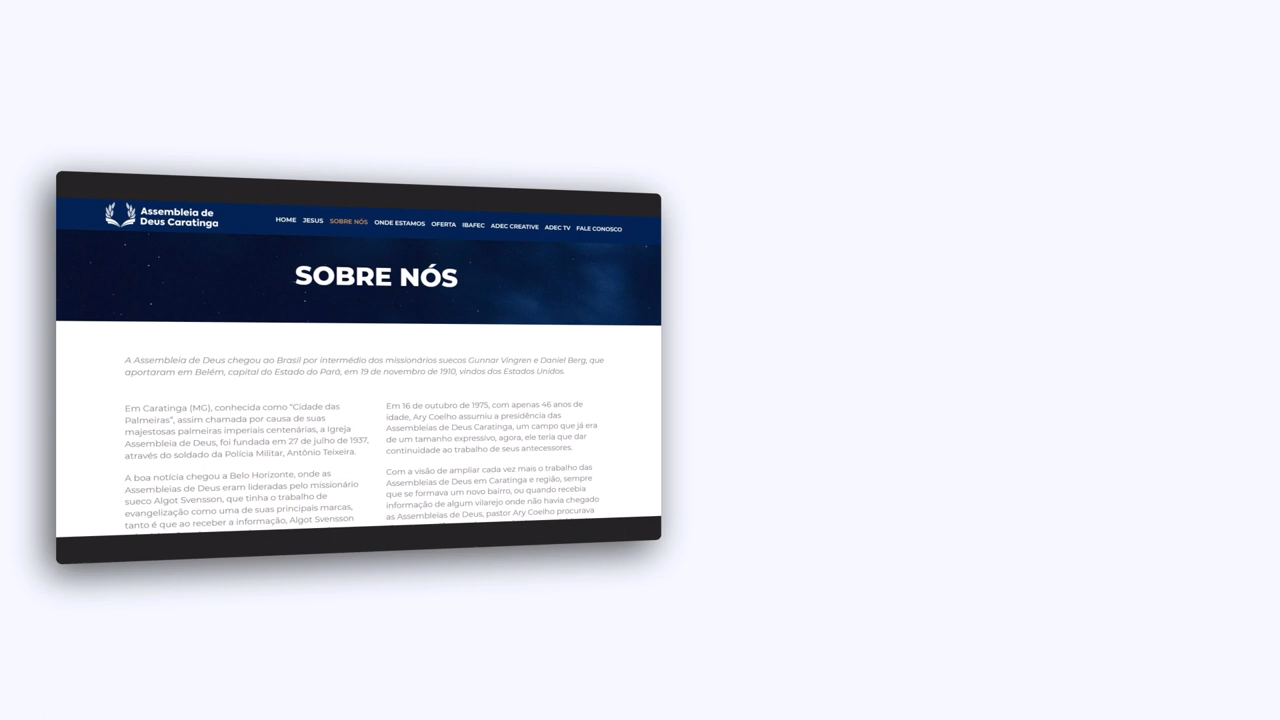 Assembleia de
Deus Caratinga
HOME JESUS SOBRE NÓS ONDE ESTAMOS OFERTA IBAFEC ADEC CREATIVE ADEC TV FALE CONOSCO
SOBRE NÓS
A Assembleia de Deus chegou ao Brasil por intermédio dos missionários suecos Gunnar Vingren e Daniel Berg, que
aportaram em Belém, capital do Estado do Pará, em 19 de novembro de 1910, vindos dos Estados Unidos.
Em Caratinga (MG), conhecida como “Cidade das
Palmeiras”, assim chamada por causa de suas
majestosas palmeiras imperiais centenárias, a Igreja
Assembleia de Deus, foi fundada em 27 de julho de 1937,
através do soldado da Polícia Militar, Antônio Teixeira.
A boa notícia chegou a Belo Horizonte, onde as
Assembleias de Deus eram lideradas pelo missionário
sueco Algot Svensson, que tinha o trabalho de
evangelização como uma de suas principais marcas,
tanto é que ao receber a informação, Algot Svensson
Em 16 de outubro de 1975, com apenas 46 anos de
idade, Ary Coelho assumiu a presidência das
Assembleias de Deus Caratinga, um campo que já era
de um tamanho expressivo, agora, ele teria que dar
continuidade ao trabalho de seus antecessores.
Com a visão de ampliar cada vez mais o trabalho das
Assembleias de Deus em Caratinga e região, sempre
que se formava um novo bairro, ou quando recebia
informação de algum vilarejo onde não havia chegado
as Assembleias de Deus, pastor Ary Coelho procurava